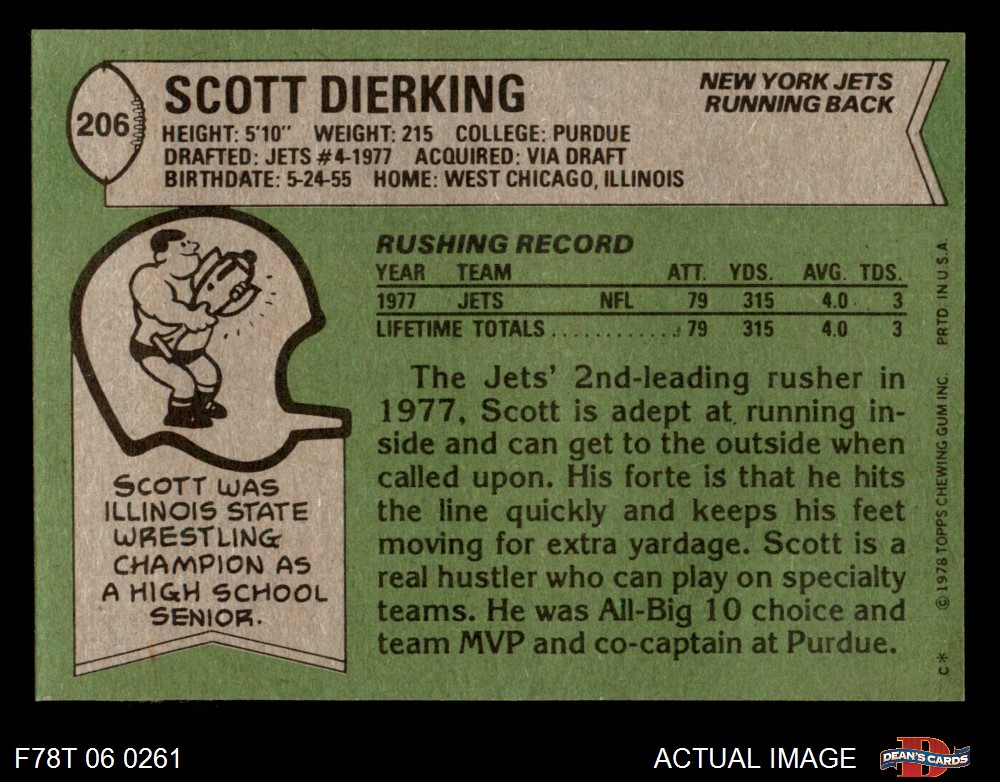 206
SCOTT DIERKING
NEW YORK JETS
RUNNING BACK
HEIGHT: 5'10" WEIGHT: 215 COLLEGE: PURDUE
DRAFTED: JETS #4-1977 ACQUIRED: VIA DRAFT
BIRTHDATE: 5-24-55 HOME: WEST CHICAGO, ILLINOIS
RUSHING RECORD
YEAR TEAM ATT. YDS. AVG. TDS.
1977 JETS NFL 79 315 4.0 3
LIFETIME TOTALS............ 79 315 4.0 3
The Jets' 2nd-leading rusher in
1977, Scott is adept at running in-
side and can get to the outside when
called upon. His forte is that he hits
the line quickly and keeps his feet
moving for extra yardage. Scott is a
real hustler who can play on specialty
teams. He was All-Big 10 choice and
team MVP and co-captain at Purdue.
SCOTT WAS
ILLINOIS STATE
WRESTLING
CHAMPION AS
A HIGH SCHOOL
SENIOR.
C* © 1978 TOPPS CHEWING GUM INC. PRTD. IN U.S.A.
F78T 06 0261
ACTUAL IMAGE
D
DEAN'S CARDS